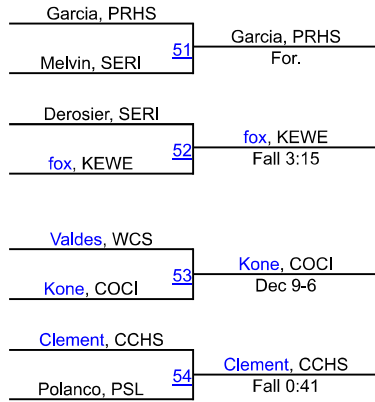 Garcia, PRHS
51
Garcia, PRHS
For.
Melvin, SERI
Derosier, SERI
52
fox, KEWE
Fall 3:15
fox, KEWE
Valdes, WCS
53
Kone, COCI
Dec 9-6
Kone, COCI
Clement, CCHS
54
Clement, CCHS
Fall 0:41
Polanco, PSL